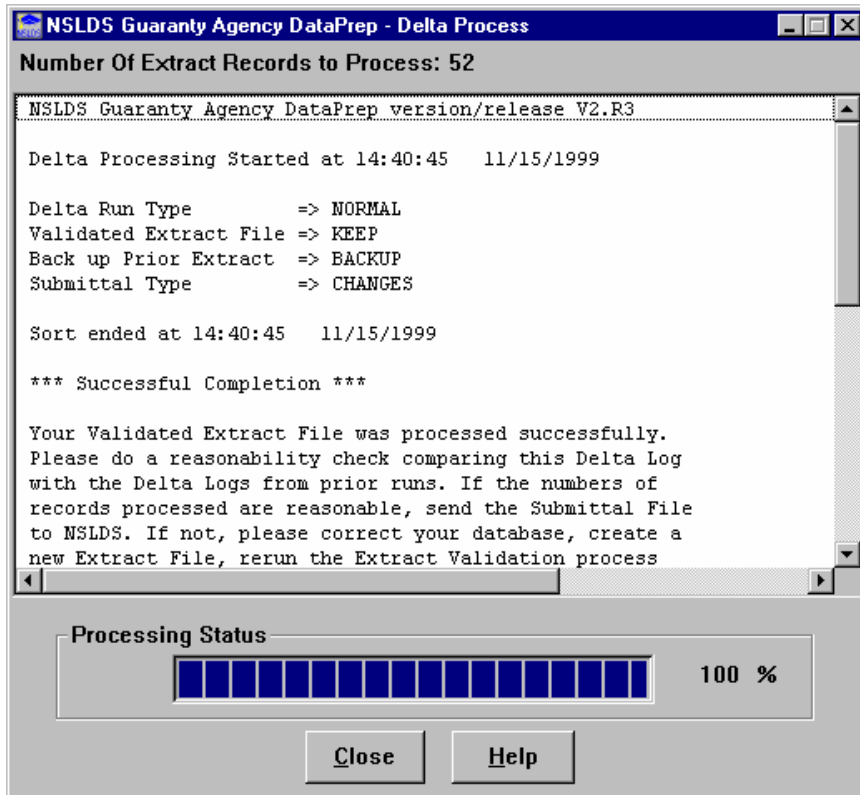 NSLDS Guaranty Agency DataPrep - Delta Process
Number Of Extract Records to Process: 52
NSLDS Guaranty Agency DataPrep version/release V2.R3
Delta Processing Started at 14:40:45   11/15/1999
Delta Run Type          => NORMAL
Validated Extract File => KEEP
Back up Prior Extract  => BACKUP
Submittal Type         => CHANGES
Sort ended at 14:40:45   11/15/1999
*** Successful Completion ***
Your Validated Extract File was processed successfully.
Please do a reasonability check comparing this Delta Log
with the Delta Logs from prior runs. If the numbers of
records processed are reasonable, send the Submittal File
to NSLDS. If not, please correct your database, create a
new Extract File, rerun the Extract Validation process
Processing Status
100 %
Close Help